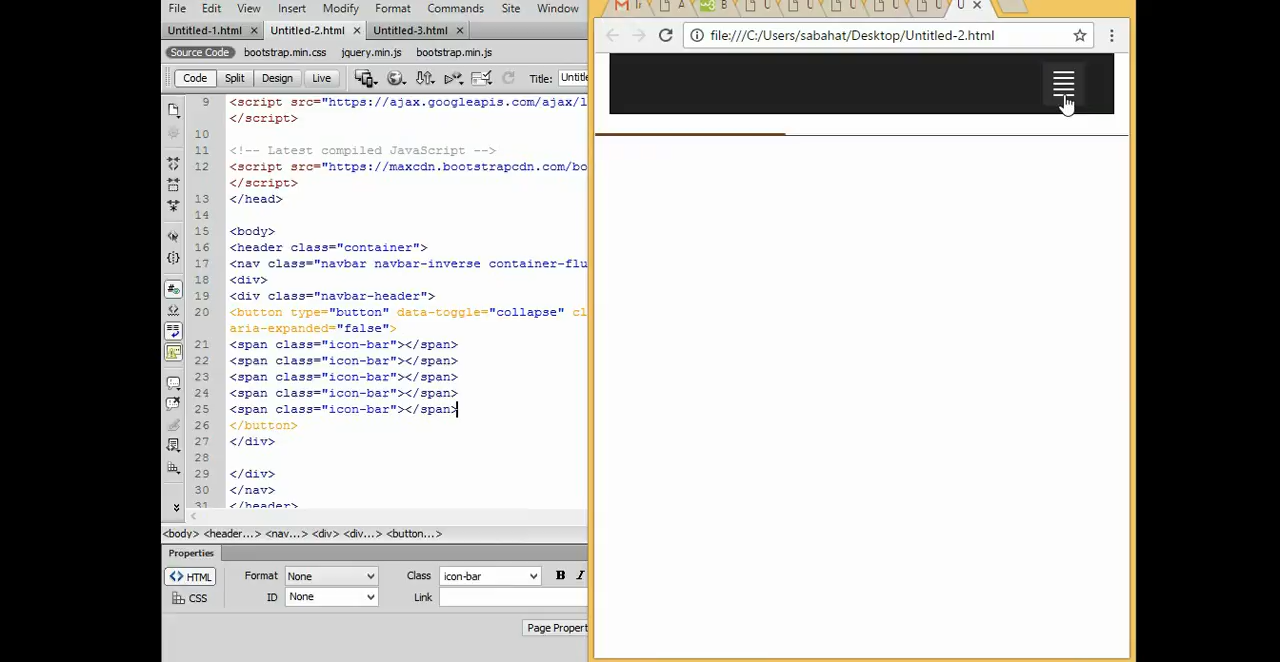 File Edit View Insert Modify Format Commands Site Window
Untitled-1.html × Untitled-2.html × Untitled-3.html ×
Source Code bootstrap.min.css jquery.min.js bootstrap.min.js
Code Split Design Live Title: Untitle
file:///C:/Users/sabahat/Desktop/Untitled-2.html
9 <script src="https://ajax.googleapis.com/ajax/l
</script>
10
11 <!-- Latest compiled JavaScript -->
12 <script src="https://maxcdn.bootstrapcdn.com/bo
</script>
13 </head>
14
15 <body>
16 <header class="container">
17 <nav class="navbar navbar-inverse container-flu
18 <div>
19 <div class="navbar-header">
20 <button type="button" data-toggle="collapse" cl
aria-expanded="false">
21 <span class="icon-bar"></span>
22 <span class="icon-bar"></span>
23 <span class="icon-bar"></span>
24 <span class="icon-bar"></span>
25 <span class="icon-bar"></span>
26 </button>
27 </div>
28
29 </div>
30 </nav>
31 </header>
<body> <header...> <nav...> <div> <div...> <button...>
Properties
<> HTML Format None Class icon-bar B I
CSS ID None Link
Page Propert